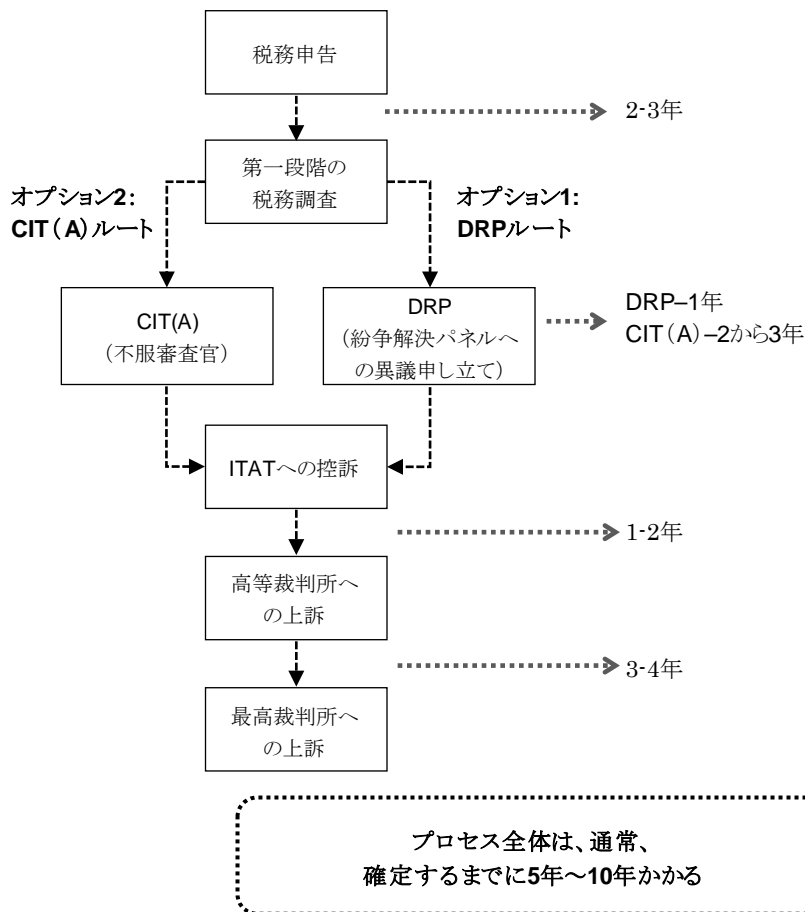 税務申告
2-3年
第一段階の
税務調査
オプション2:
CIT(A)ルート
オプション1:
DRPルート
CIT(A)
(不服審査官)
DRP
(紛争解決パネルへ
の異議申し立て)
DRP–1年
CIT(A)–2から3年
ITATへの控訴
1-2年
高等裁判所へ
の上訴
3-4年
最高裁判所へ
の上訴
プロセス全体は、通常、
確定するまでに5年～10年かかる